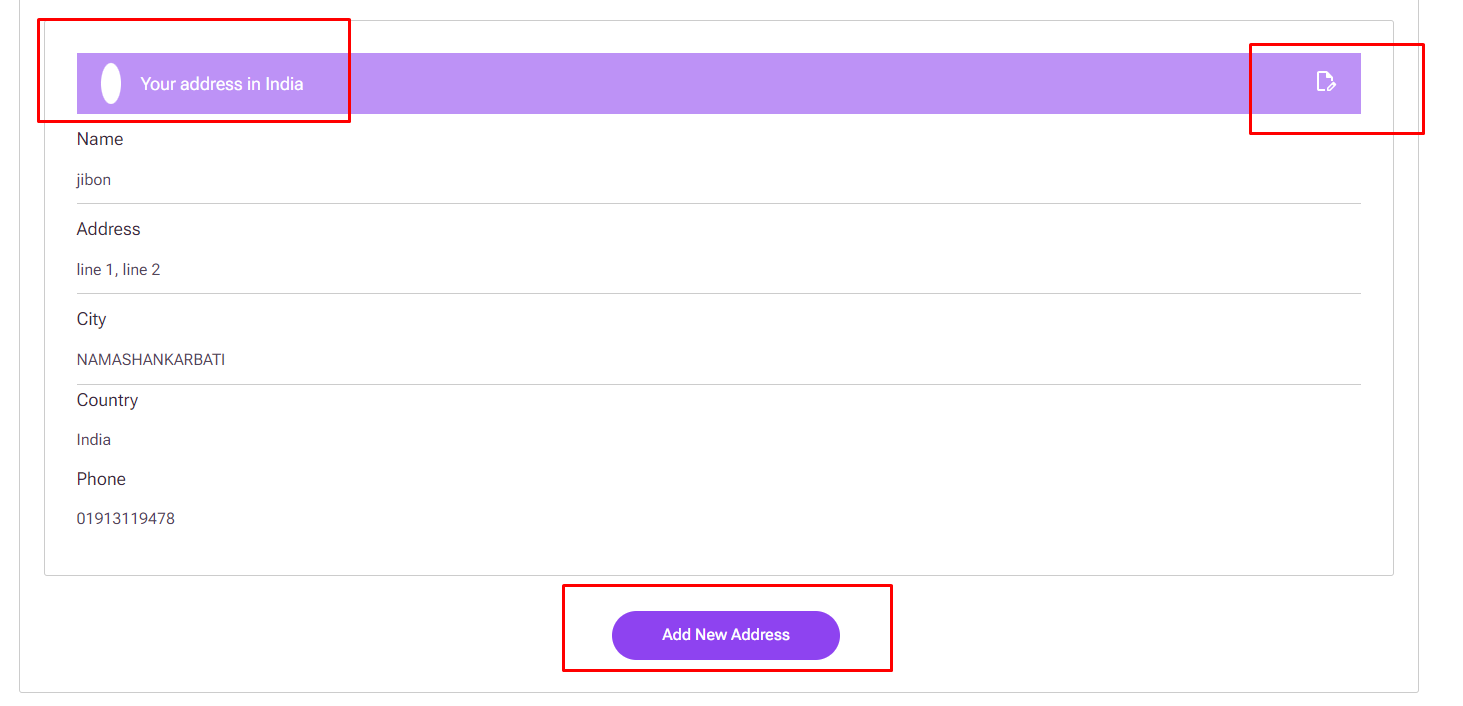 Your address in India
Name
jibon
Address
line 1, line 2
City
NAMASHANKARBATI
Country
India
Phone
01913119478
Add New Address